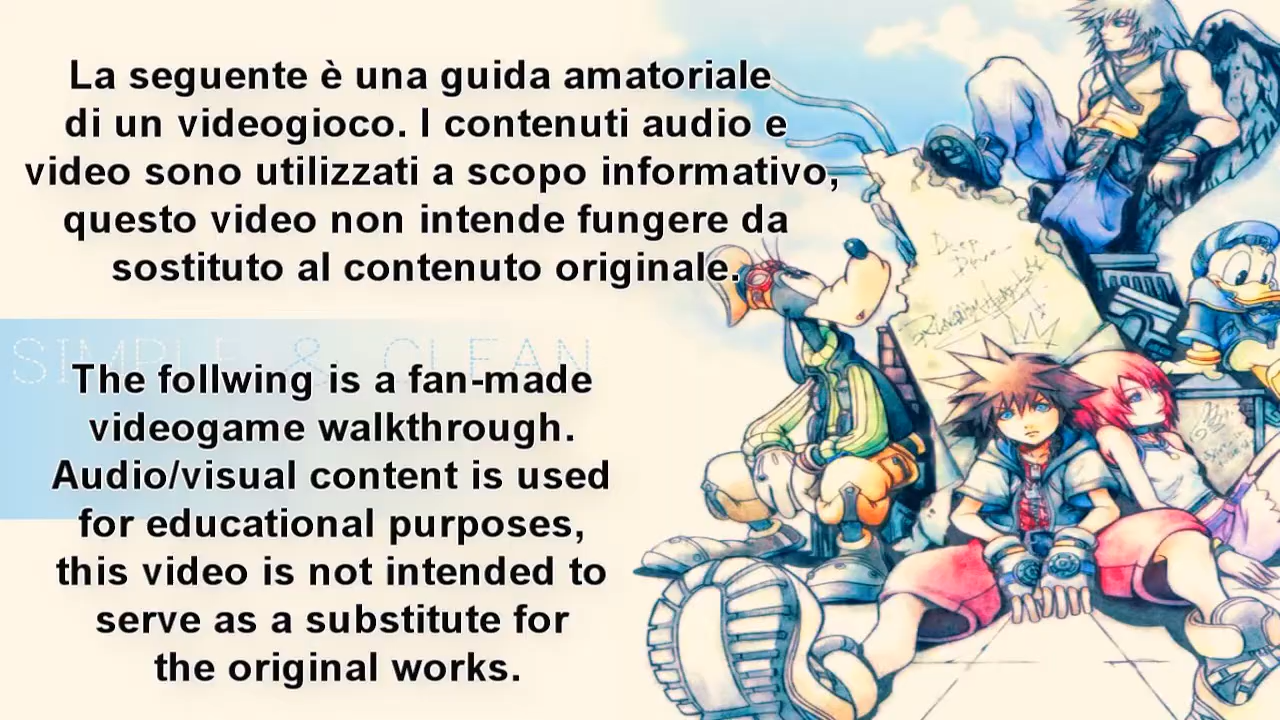 La seguente è una guida amatoriale
di un videogioco. I contenuti audio e
video sono utilizzati a scopo informativo,
questo video non intende fungere da
sostituto al contenuto originale.
SIMPLE & CLEAN
The follwing is a fan-made
videogame walkthrough.
Audio/visual content is used
for educational purposes,
this video is not intended to
serve as a substitute for
the original works.